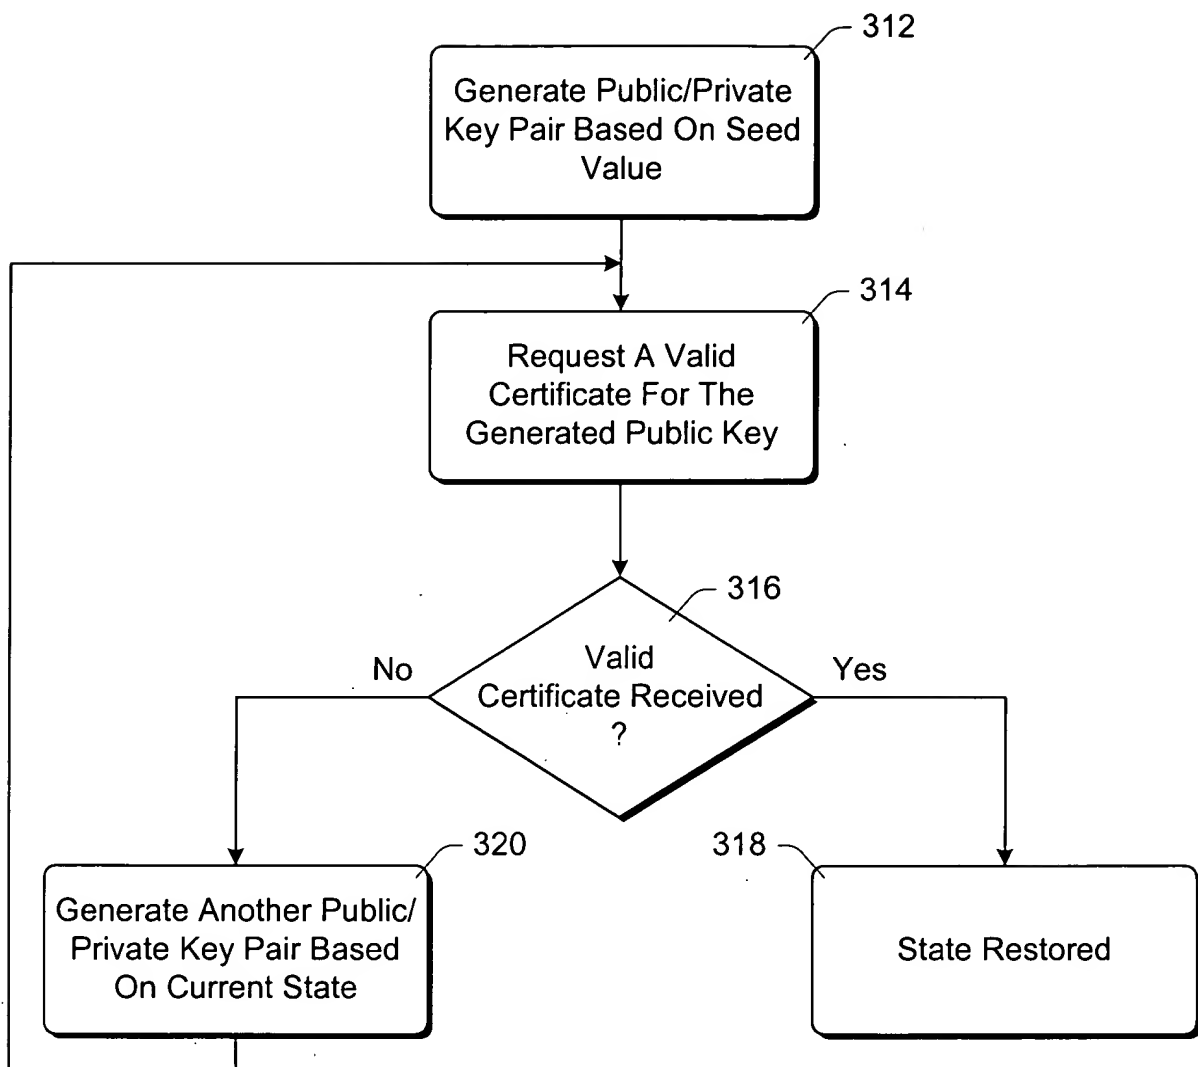 312
Generate Public/Private
Key Pair Based On Seed
Value
314
Request A Valid
Certificate For The
Generated Public Key
316
Valid
Certificate Received
?
No
Yes
320
Generate Another Public/
Private Key Pair Based
On Current State
318
State Restored